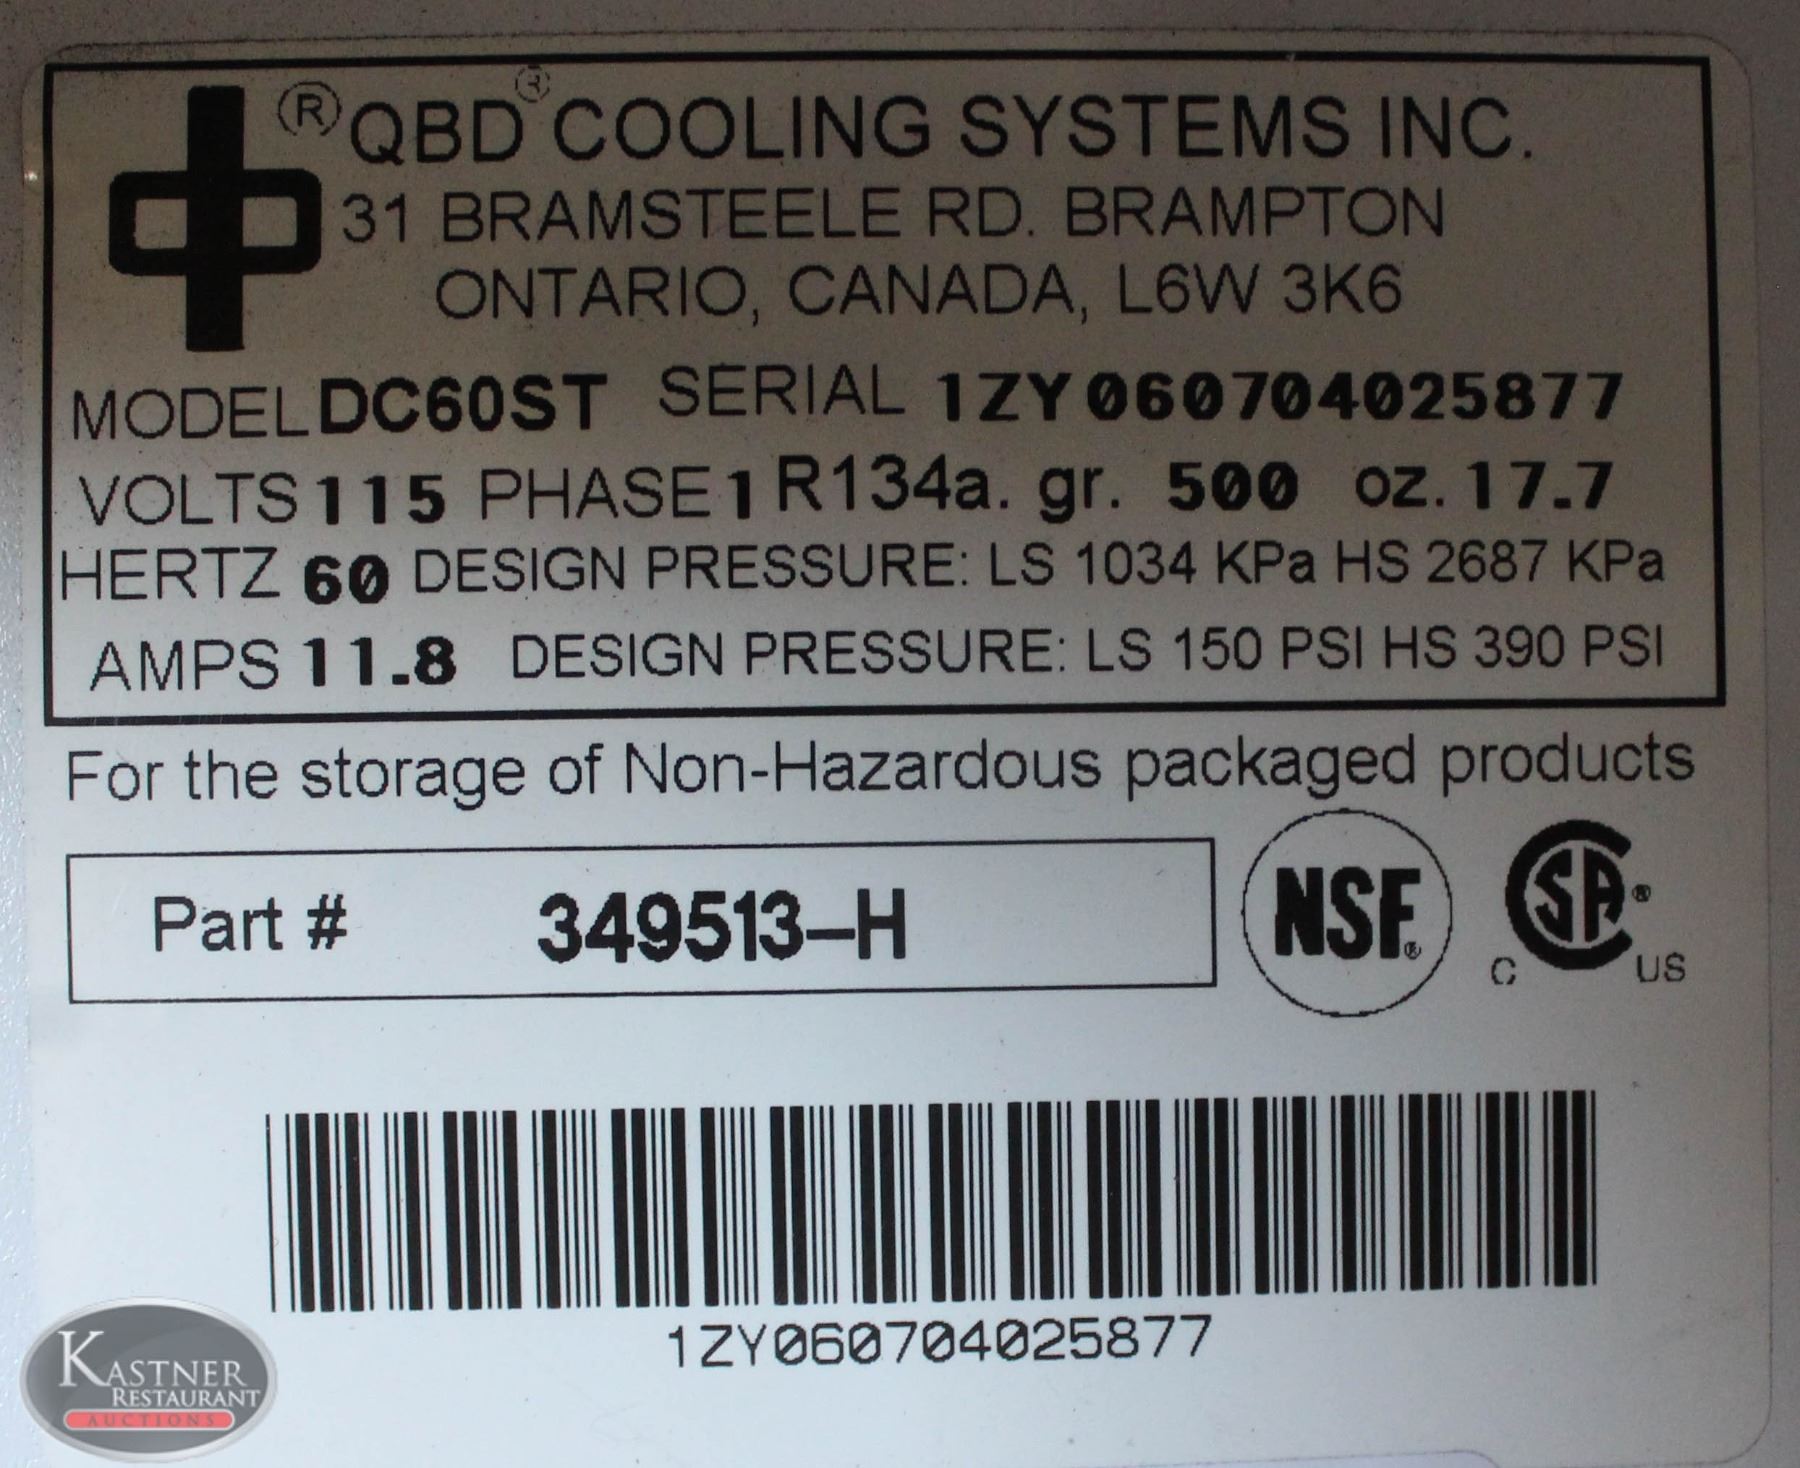 ® QBD® COOLING SYSTEMS INC.
31 BRAMSTEELE RD. BRAMPTON
ONTARIO, CANADA, L6W 3K6
MODEL DC60ST SERIAL 1ZY060704025877
VOLTS 115 PHASE 1 R134a. gr. 500 oz. 17.7
HERTZ 60 DESIGN PRESSURE: LS 1034 KPa HS 2687 KPa
AMPS 11.8 DESIGN PRESSURE: LS 150 PSI HS 390 PSI
For the storage of Non-Hazardous packaged products
Part # 349513-H
NSF®
C SA® US
1ZY060704025877
KASTNER
RESTAURANT
AUCTIONS